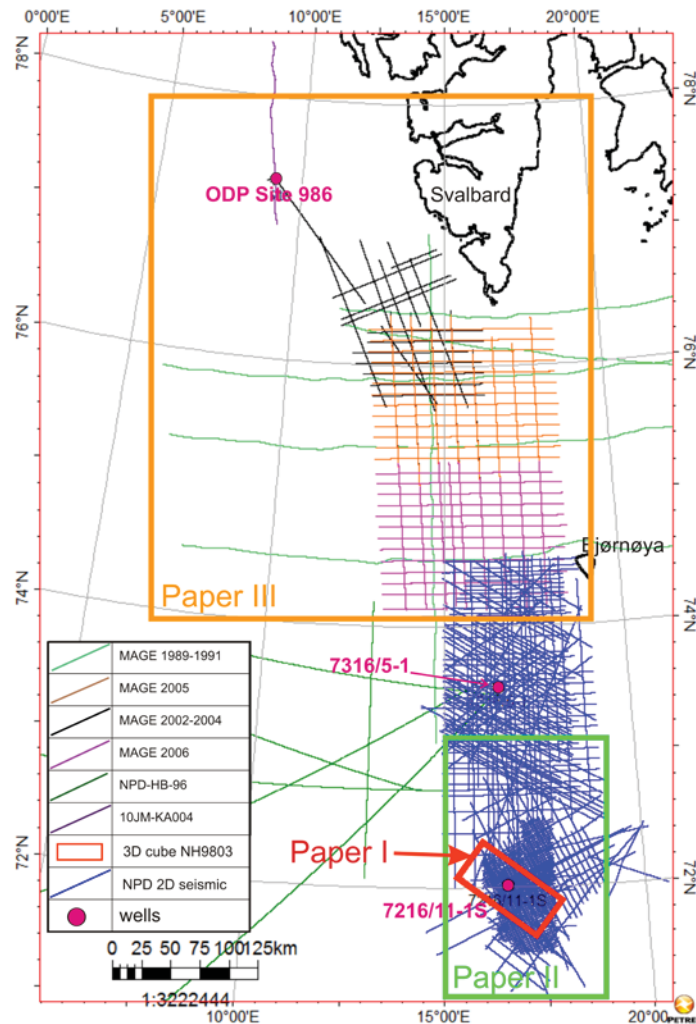 0°00'E 5°00'E 10°00'E 15°00'E 20°00'E
78°N
78°N
ODP Site 986
Svalbard
76°N
76°N
Bjørnøya
Paper III
74°N
74°N
7316/5-1
MAGE 1989-1991
MAGE 2005
MAGE 2002-2004
MAGE 2006
NPD-HB-96
10JM-KA004
3D cube NH9803
NPD 2D seismic
wells
72°N
72°N
Paper I
7216/11-1S
Paper II
0 25 50 75 100 125km
1:3222444
10°00'E 15°00'E 20°00'E